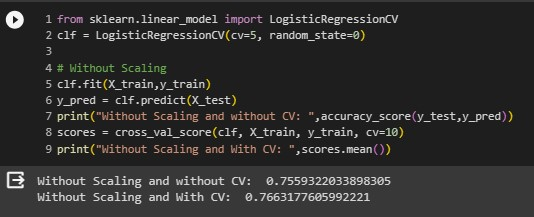 1 from sklearn.linear_model import LogisticRegressionCV
2 clf = LogisticRegressionCV(cv=5, random_state=0)
3
4 # Without Scaling
5 clf.fit(X_train,y_train)
6 y_pred = clf.predict(X_test)
7 print("Without Scaling and without CV: ",accuracy_score(y_test,y_pred))
8 scores = cross_val_score(clf, X_train, y_train, cv=10)
9 print("Without Scaling and With CV: ",scores.mean())
Without Scaling and without CV:  0.7559322033898305
Without Scaling and With CV:  0.7663177605992221